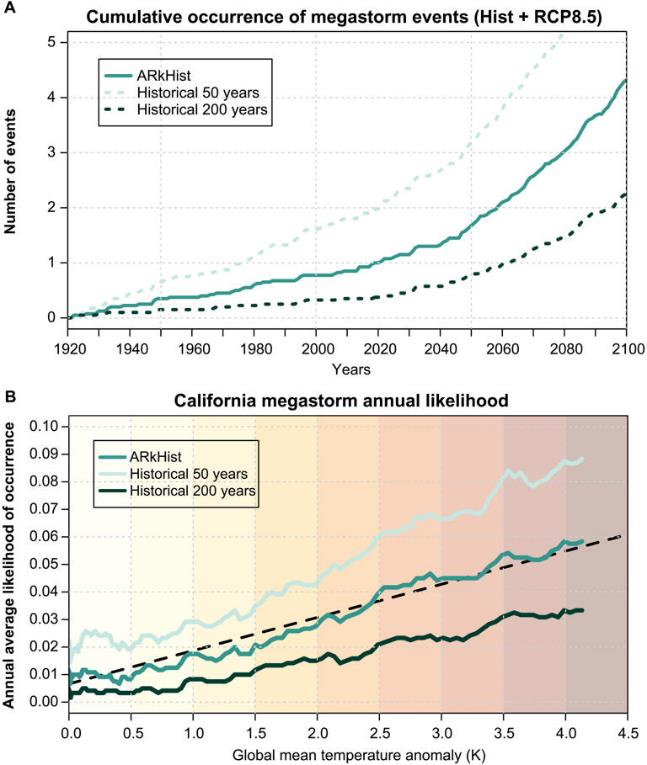 A
Cumulative occurrence of megastorm events (Hist + RCP8.5)
Number of events
5
4
3
2
1
0
ARkHist
Historical 50 years
Historical 200 years
1920 1940 1960 1980 2000 2020 2040 2060 2080 2100
Years
B
California megastorm annual likelihood
Annual average likelihood of occurrence
0.10
0.09
0.08
0.07
0.06
0.05
0.04
0.03
0.02
0.01
0.00
ARkHist
Historical 50 years
Historical 200 years
0.0 0.5 1.0 1.5 2.0 2.5 3.0 3.5 4.0 4.5
Global mean temperature anomaly (K)